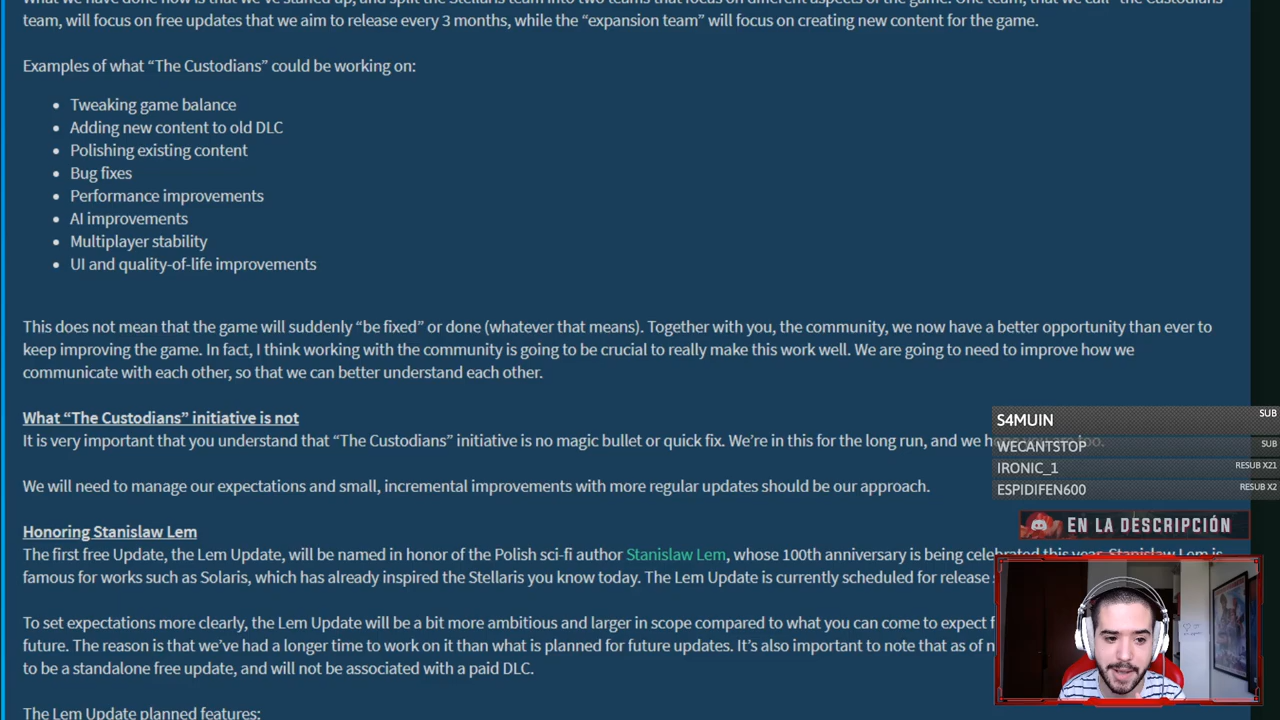 What we have done now is that we've staffed up, and split the Stellaris team into two teams that focus on different aspects of the game. One team, that we call "the Custodians"
team, will focus on free updates that we aim to release every 3 months, while the “expansion team” will focus on creating new content for the game.
Examples of what “The Custodians” could be working on:
• Tweaking game balance
• Adding new content to old DLC
• Polishing existing content
• Bug fixes
• Performance improvements
• AI improvements
• Multiplayer stability
• UI and quality-of-life improvements
This does not mean that the game will suddenly “be fixed” or done (whatever that means). Together with you, the community, we now have a better opportunity than ever to
keep improving the game. In fact, I think working with the community is going to be crucial to really make this work well. We are going to need to improve how we
communicate with each other, so that we can better understand each other.
What “The Custodians” initiative is not
It is very important that you understand that “The Custodians” initiative is no magic bullet or quick fix. We’re in this for the long run, and we hope you are too.
We will need to manage our expectations and small, incremental improvements with more regular updates should be our approach.
Honoring Stanislaw Lem
The first free Update, the Lem Update, will be named in honor of the Polish sci-fi author Stanislaw Lem, whose 100th anniversary is being celebrated this year. Stanislaw Lem is
famous for works such as Solaris, which has already inspired the Stellaris you know today. The Lem Update is currently scheduled for release
To set expectations more clearly, the Lem Update will be a bit more ambitious and larger in scope compared to what you can come to expect
future. The reason is that we’ve had a longer time to work on it than what is planned for future updates. It’s also important to note that as of
to be a standalone free update, and will not be associated with a paid DLC.
The Lem Update planned features:
S4MUIN SUB
WECANTSTOP SUB
IRONIC_1 RESUB X21
ESPIDIFEN600 RESUB X2
EN LA DESCRIPCIÓN